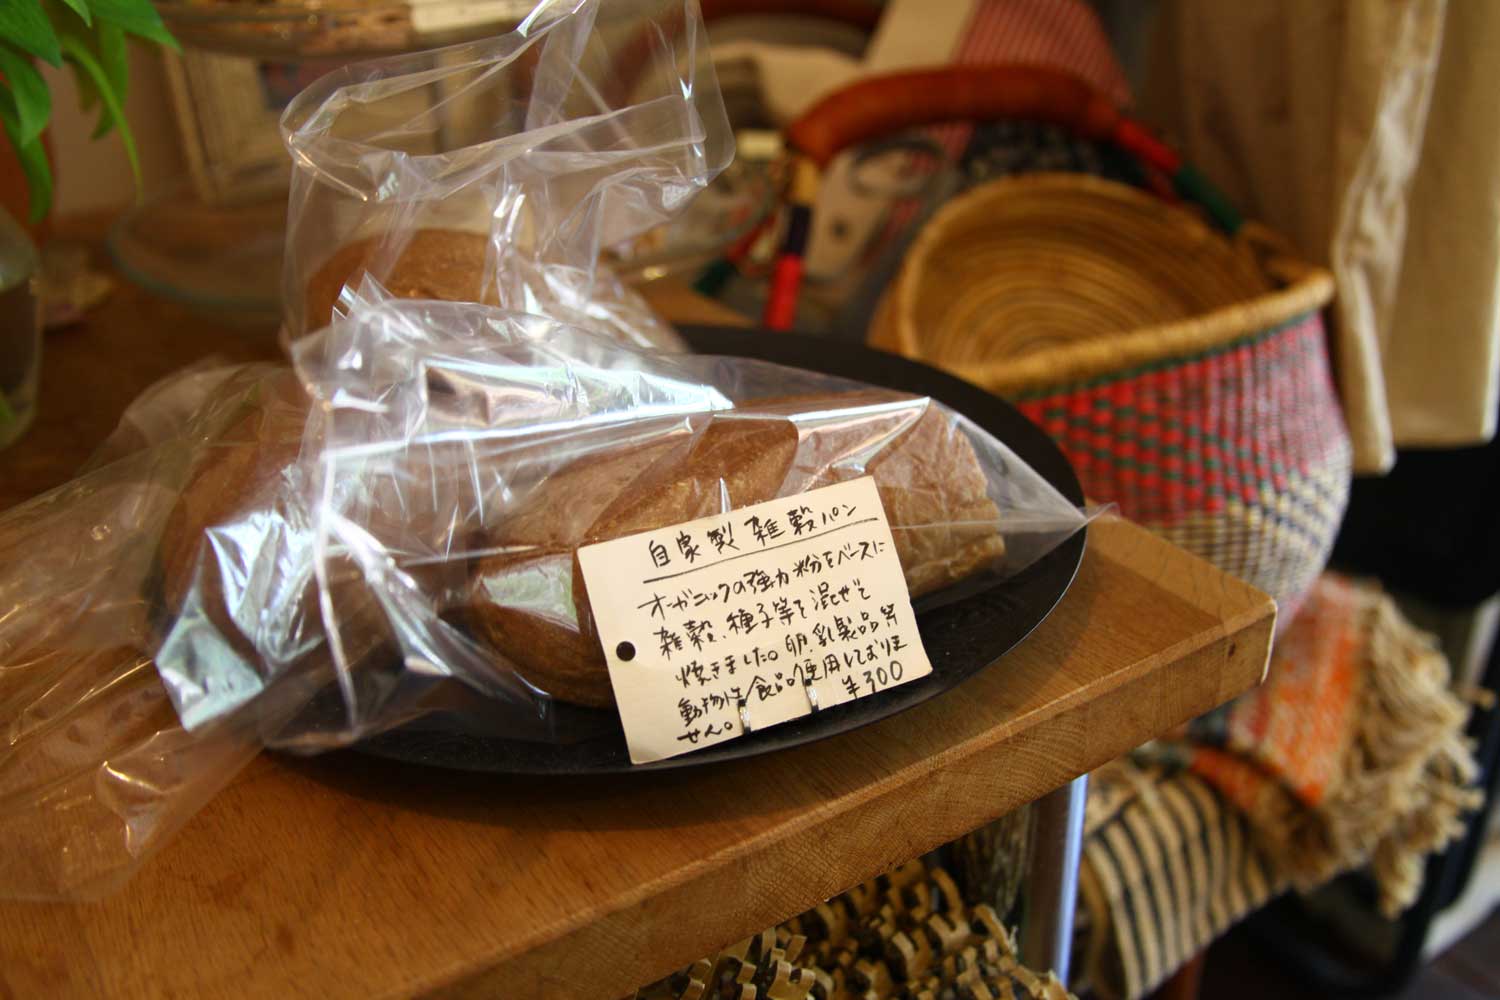 自家製雑穀パン
オーガニックの強力粉をベースに
雑穀、種子等を混ぜて
焼きました。卵、乳製品等
動物性食品使用しておりま
せん。 ¥300